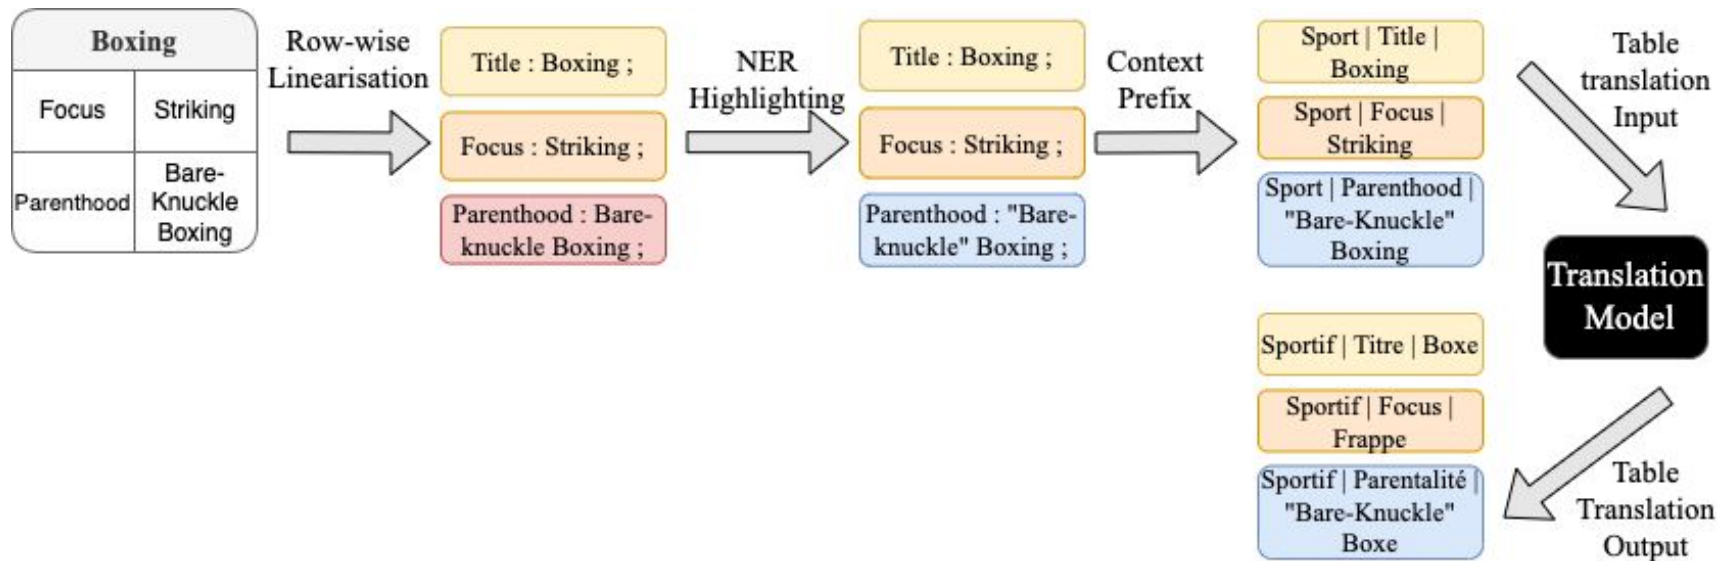 Boxing
Focus
Striking
Parenthood
Bare-
Knuckle
Boxing
Row-wise
Linearisation
Title : Boxing ;
Focus : Striking ;
Parenthood : Bare-
knuckle Boxing ;
NER
Highlighting
Title : Boxing ;
Focus : Striking ;
Parenthood : "Bare-
knuckle" Boxing ;
Context
Prefix
Sport | Title |
Boxing
Sport | Focus |
Striking
Sport | Parenthood |
"Bare-Knuckle"
Boxing
Table
translation
Input
Translation
Model
Table
Translation
Output
Sportif | Titre | Boxe
Sportif | Focus |
Frappe
Sportif | Parentalité |
"Bare-Knuckle"
Boxe